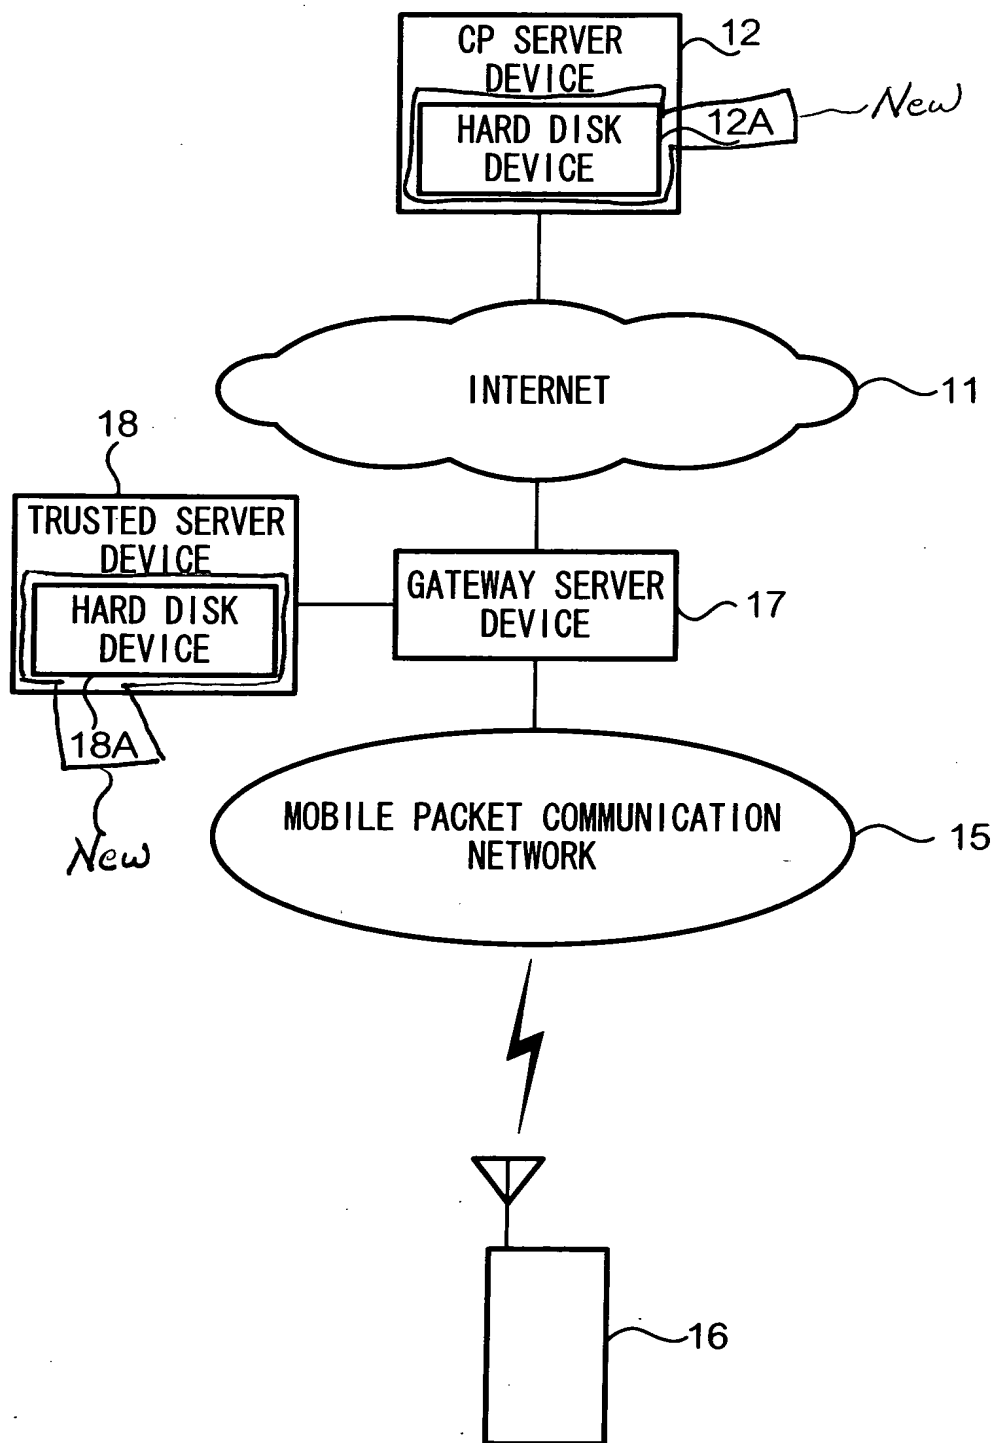 CP SERVER
DEVICE
12
HARD DISK
DEVICE
12A
New
INTERNET
11
18
TRUSTED SERVER
DEVICE
HARD DISK
DEVICE
18A
New
GATEWAY SERVER
DEVICE
17
MOBILE PACKET COMMUNICATION
NETWORK
15
16